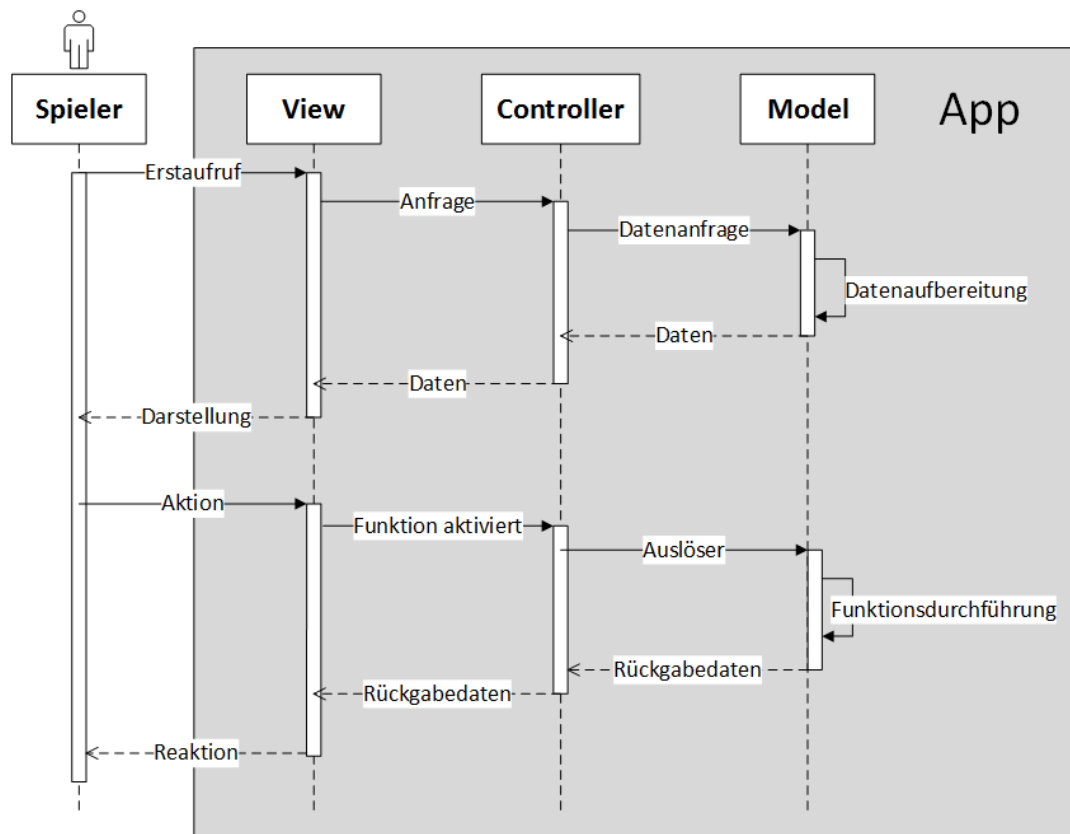 App
Spieler
View
Controller
Model
Erstaufruf
Anfrage
Datenanfrage
Datenaufbereitung
Daten
Daten
Darstellung
Aktion
Funktion aktiviert
Auslöser
Funktionsdurchführung
Rückgabedaten
Rückgabedaten
Reaktion